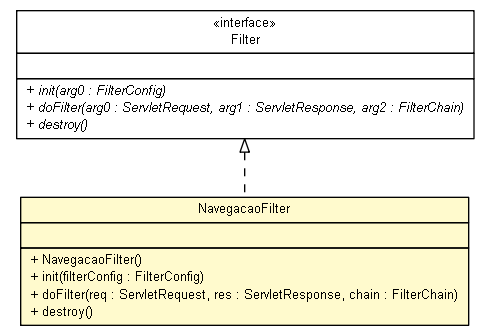 «interface»
Filter
+ init(arg0 : FilterConfig)
+ doFilter(arg0 : ServletRequest, arg1 : ServletResponse, arg2 : FilterChain)
+ destroy()
NavegacaoFilter
+ NavegacaoFilter()
+ init(filterConfig : FilterConfig)
+ doFilter(req : ServletRequest, res : ServletResponse, chain : FilterChain)
+ destroy()